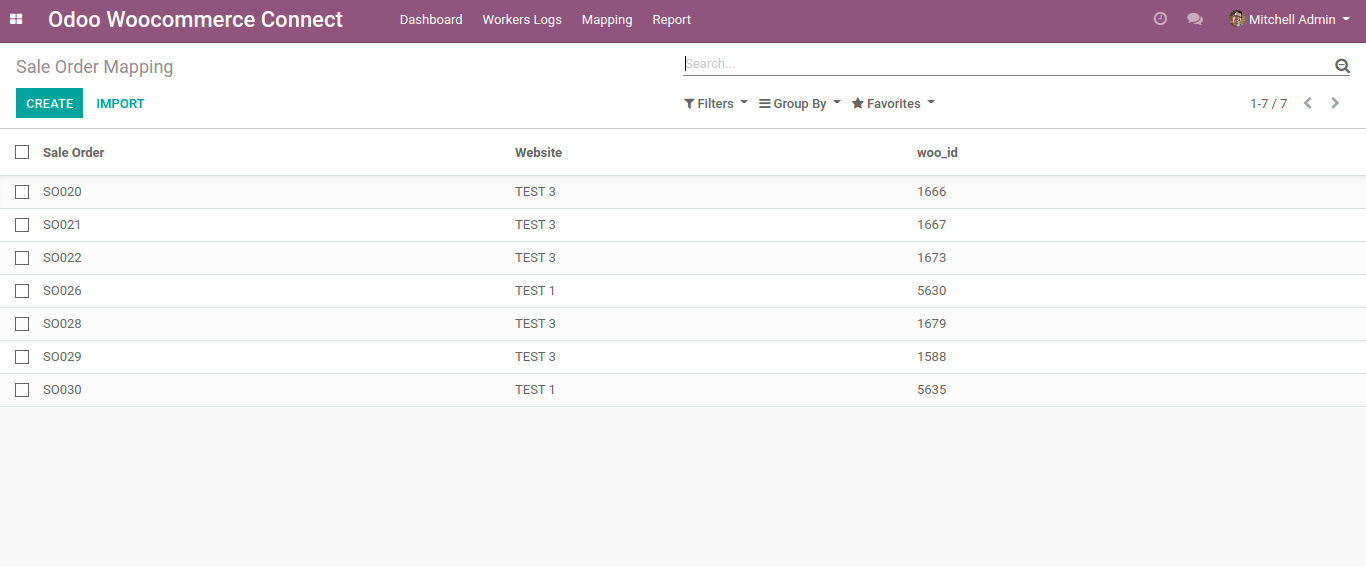 Odoo Woocommerce Connect Dashboard Workers Logs Mapping Report Mitchell Admin
Sale Order Mapping Search...
CREATE IMPORT Filters Group By Favorites 1-7 / 7
Sale Order Website woo_id
SO020 TEST 3 1666
SO021 TEST 3 1667
SO022 TEST 3 1673
SO026 TEST 1 5630
SO028 TEST 3 1679
SO029 TEST 3 1588
SO030 TEST 1 5635